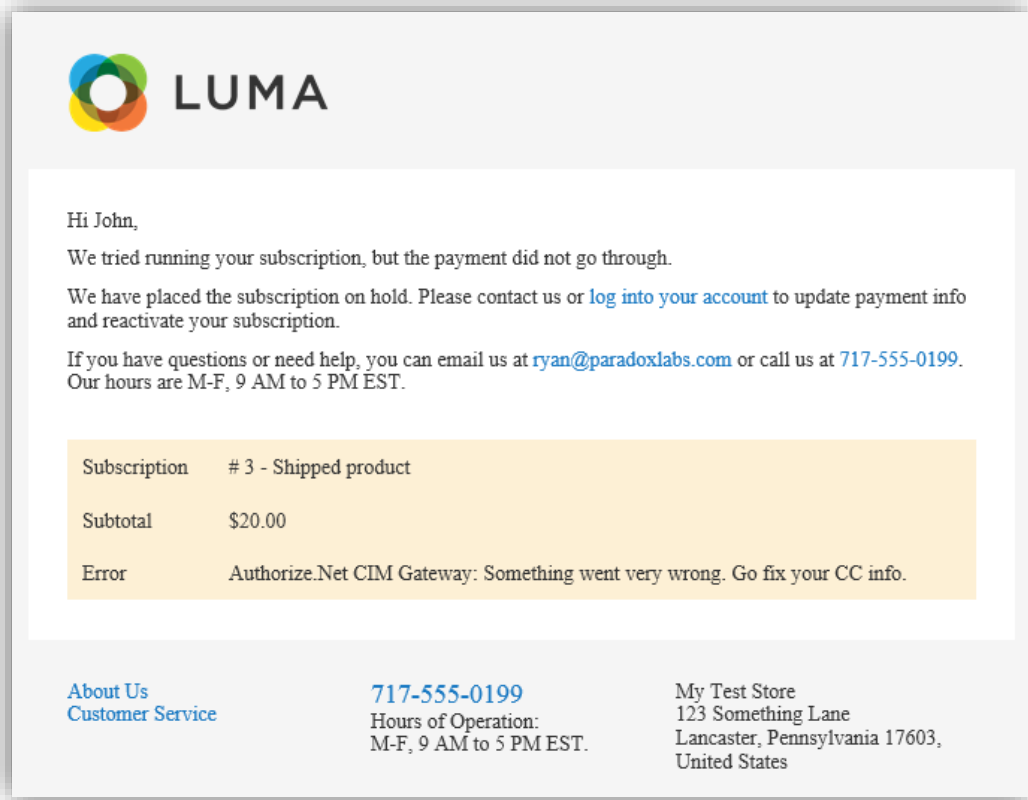 LUMA
Hi John,
We tried running your subscription, but the payment did not go through.
We have placed the subscription on hold. Please contact us or log into your account to update payment info
and reactivate your subscription.
If you have questions or need help, you can email us at ryan@paradoxlabs.com or call us at 717-555-0199.
Our hours are M-F, 9 AM to 5 PM EST.
Subscription # 3 - Shipped product
Subtotal $20.00
Error Authorize.Net CIM Gateway: Something went very wrong. Go fix your CC info.
About Us
Customer Service
717-555-0199
Hours of Operation:
M-F, 9 AM to 5 PM EST.
My Test Store
123 Something Lane
Lancaster, Pennsylvania 17603,
United States